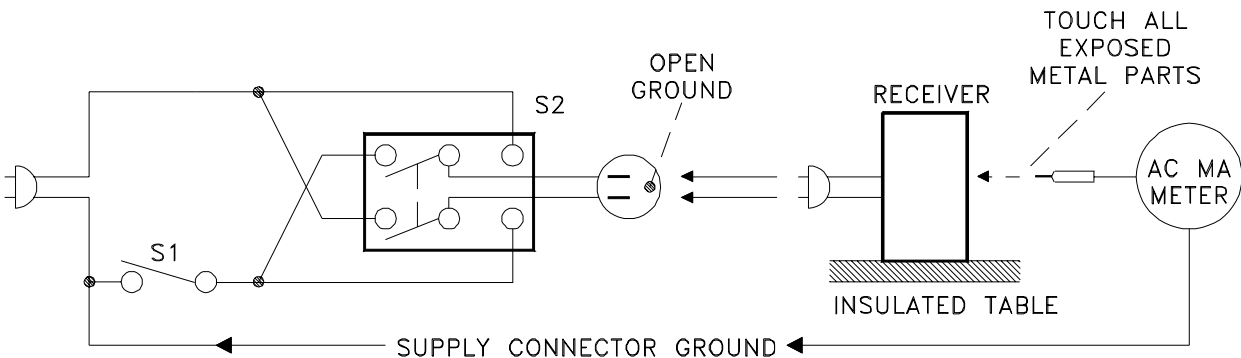 TOUCH ALL
EXPOSED
METAL PARTS
OPEN
GROUND
RECEIVER
S2
AC MA
METER
S1
INSULATED TABLE
SUPPLY CONNECTOR GROUND